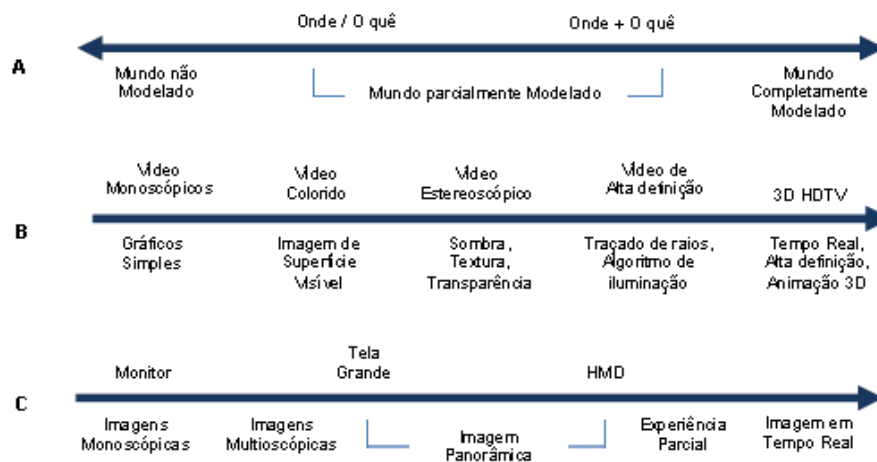 Onde / O quê
Onde + O quê
A
Mundo não
Modelado
Mundo parcialmente Modelado
Mundo
Completamente
Modelado
Vídeo
Monoscópicos
Vídeo
Colorido
Vídeo
Estereoscópico
Vídeo de
Alta definição
3D HDTV
B
Gráficos
Simples
Imagem de
Superfície
Visível
Sombra,
Textura,
Transparência
Traçado de raios,
Algoritmo de
iluminação
Tempo Real,
Alta definição,
Animação 3D
Monitor
Tela
Grande
HMD
C
Imagens
Monoscópicas
Imagens
Multioscópicas
Imagem
Panorâmica
Experiência
Parcial
Imagem em
Tempo Real